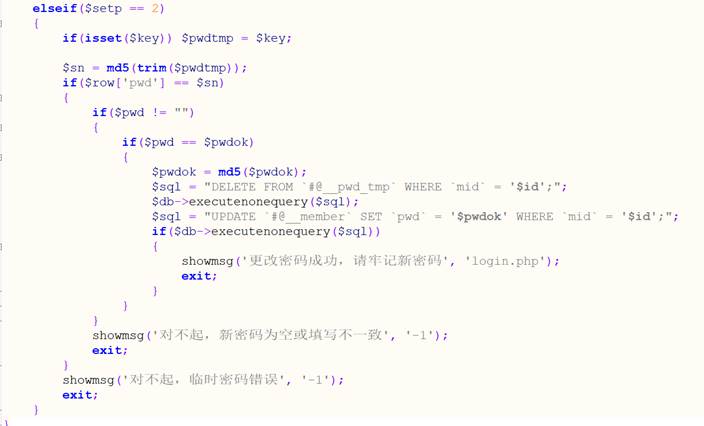 elseif($setp == 2)
{
if(isset($key)) $pwdtmp = $key;
$sn = md5(trim($pwdtmp));
if($row['pwd'] == $sn)
{
if($pwd != "")
{
if($pwd == $pwdok)
{
$pwdok = md5($pwdok);
$sql = "DELETE FROM `#@__pwd_tmp` WHERE `mid` = '$id';";
$db->executenonequery($sql);
$sql = "UPDATE `#@__member` SET `pwd` = '$pwdok' WHERE `mid` = '$id';";
if($db->executenonequery($sql))
{
showmsg('更改密码成功，请牢记新密码', 'login.php');
exit;
}
}
}
showmsg('对不起，新密码为空或填写不一致', '-1');
exit;
}
showmsg('对不起，临时密码错误', '-1');
exit;
}
}